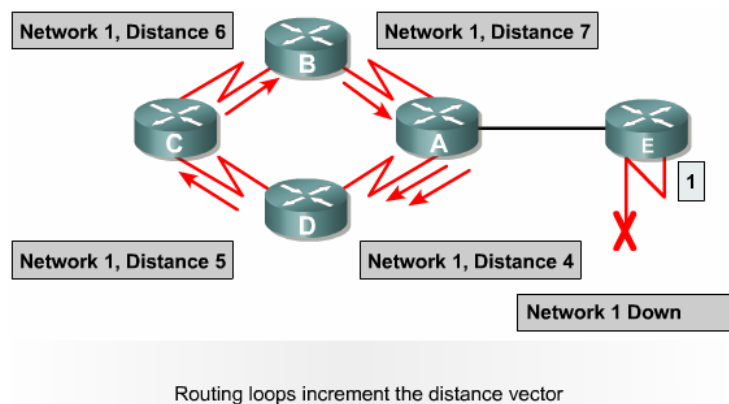 Network 1, Distance 6
Network 1, Distance 7
B
C
A
E
1
D
Network 1, Distance 5
Network 1, Distance 4
Network 1 Down
Routing loops increment the distance vector